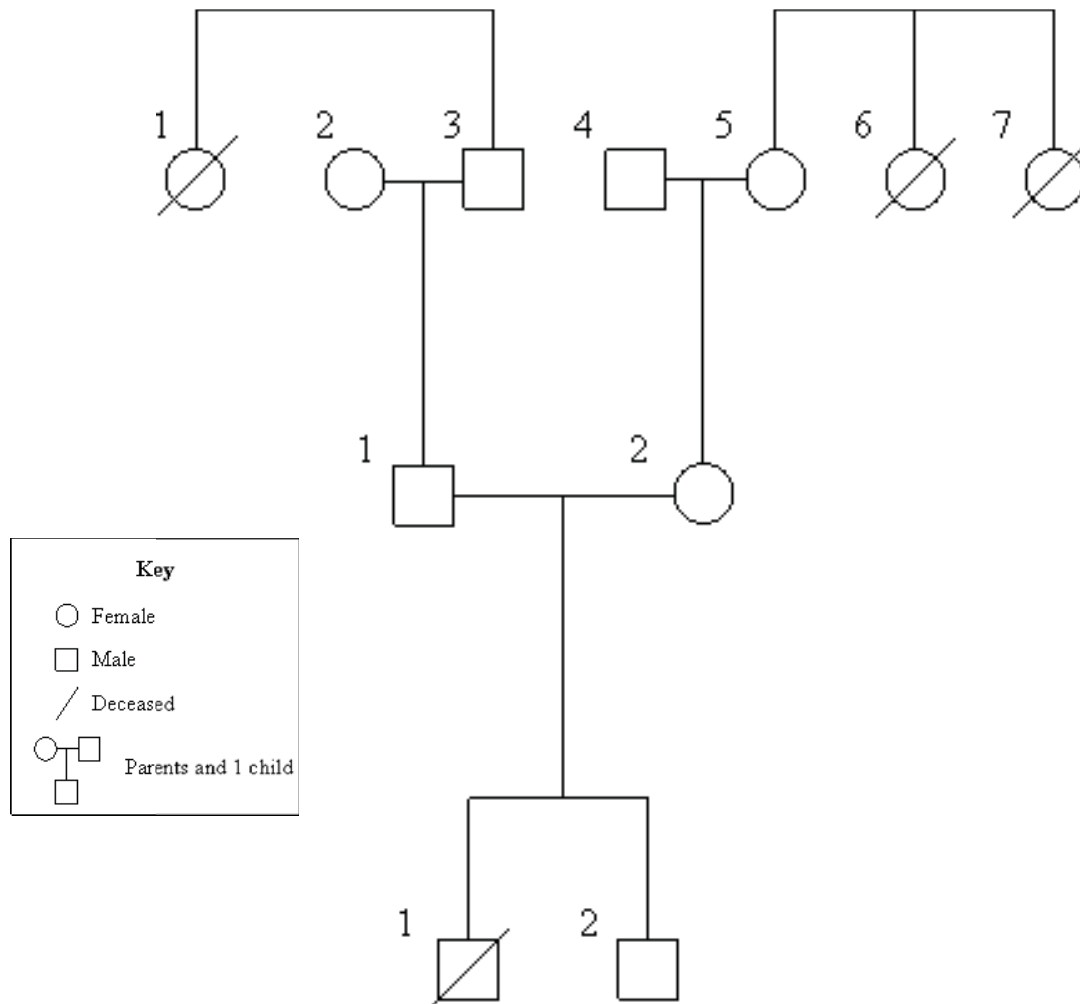 1 2 3 4 5 6 7
1 2
Key
Female
Male
Deceased
Parents and 1 child
1 2